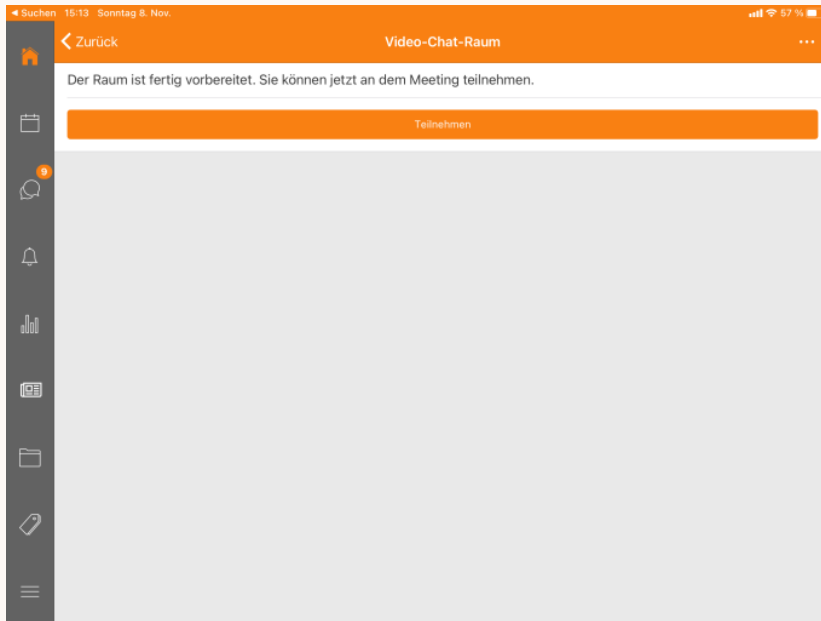 ◀ Suchen 15:13 Sonntag 8. Nov. 57 %
Zurück Video-Chat-Raum ...
Der Raum ist fertig vorbereitet. Sie können jetzt an dem Meeting teilnehmen.
Teilnehmen
9